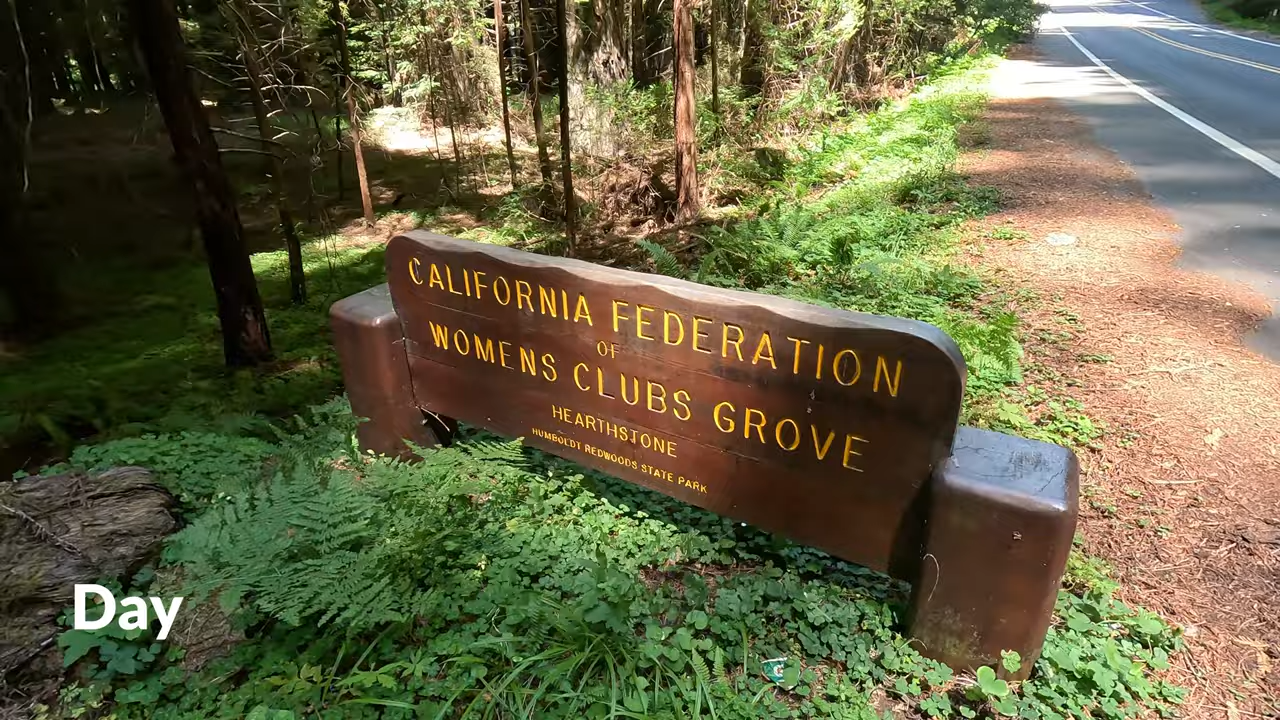 CALIFORNIA FEDERATION
OF
WOMENS CLUBS GROVE
HEARTHSTONE
HUMBOLDT REDWOODS STATE PARK
Day